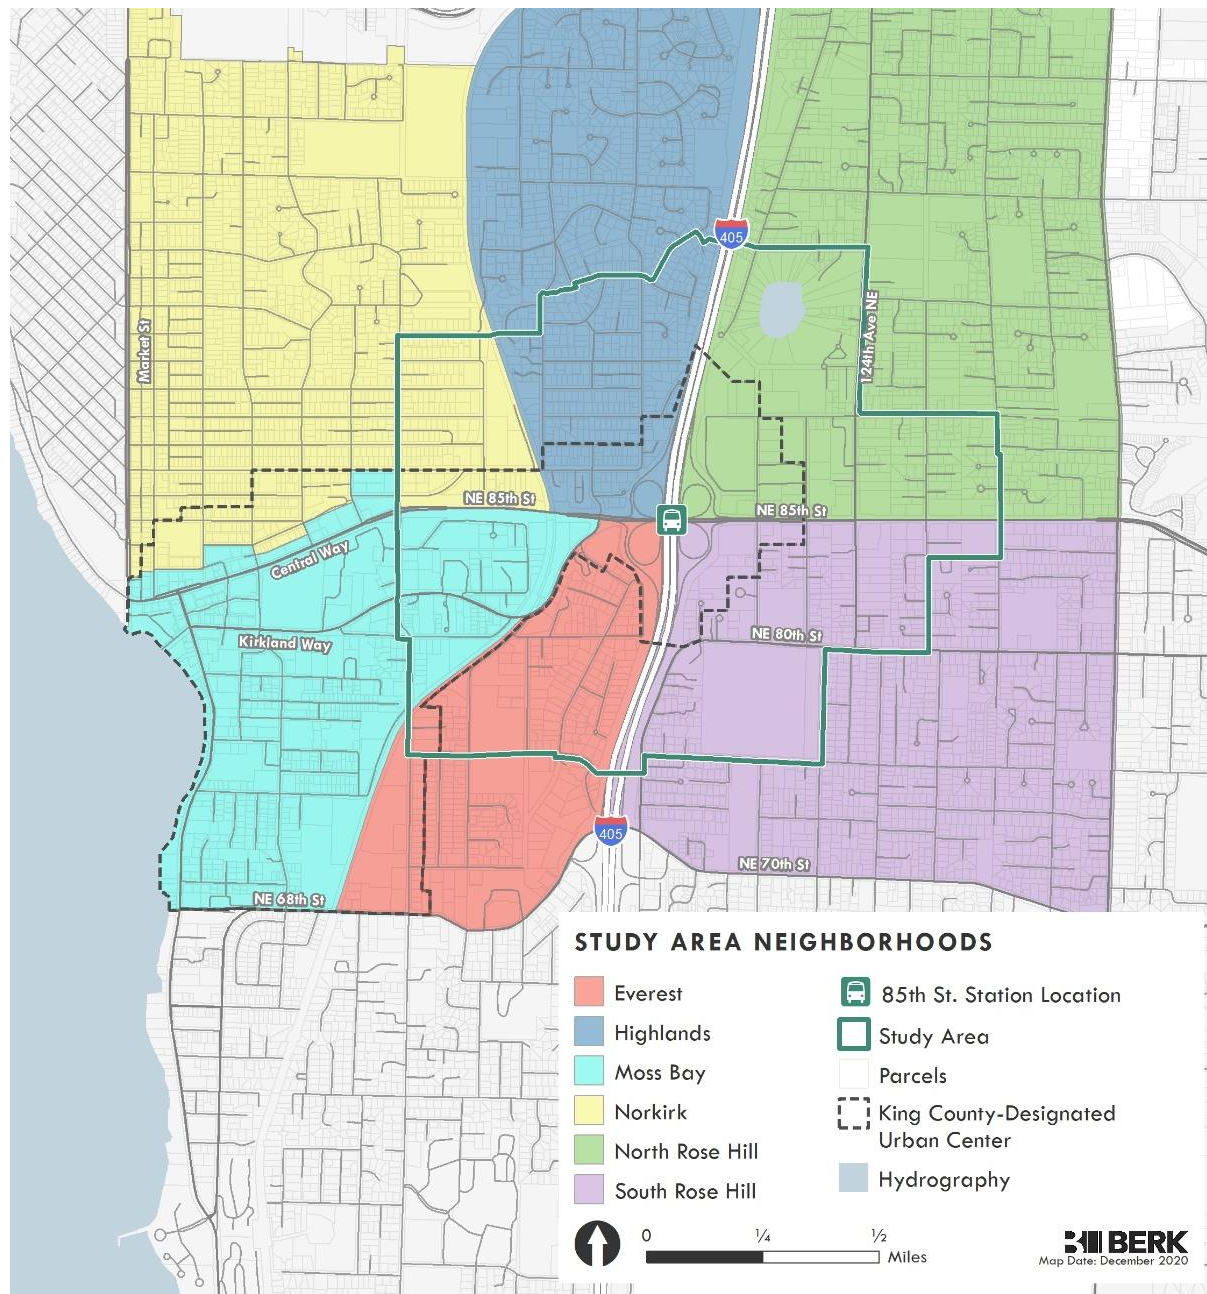 405
124th Ave NE
Market St
NE 85th St
NE 85th St
Central Way
NE 80th St
Kirkland Way
405
NE 70th St
NE 68th St
STUDY AREA NEIGHBORHOODS
Everest
Highlands
Moss Bay
Norkirk
North Rose Hill
South Rose Hill
85th St. Station Location
Study Area
Parcels
King County-Designated
Urban Center
Hydrography
0 ¼ ½
Miles
BERK
Map Date: December 2020